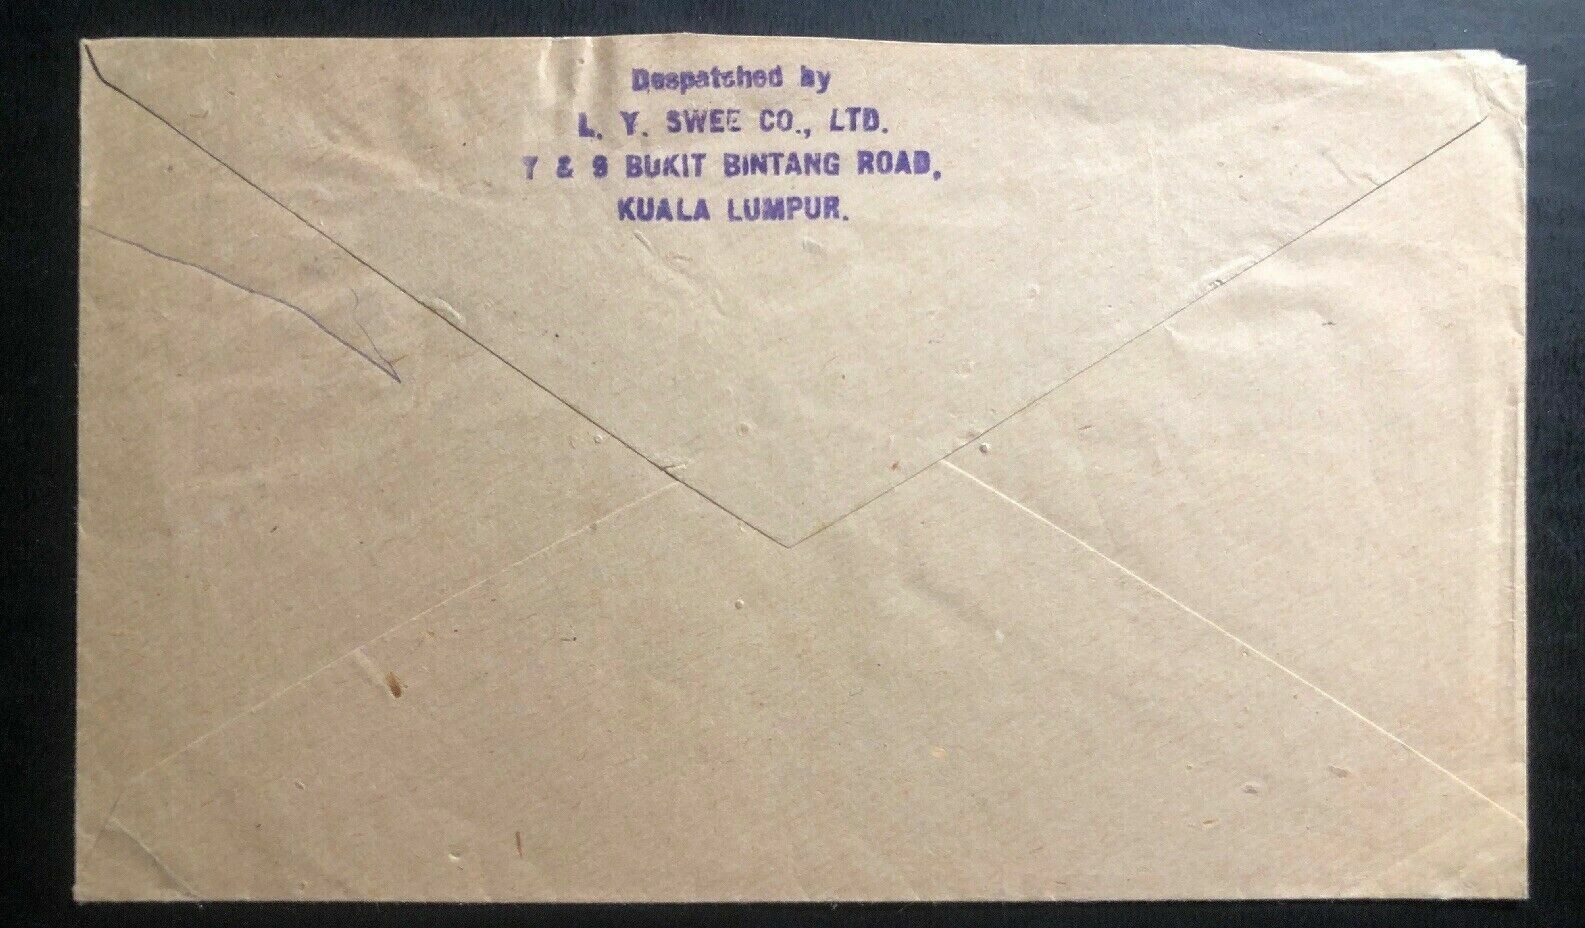 Despatched by
L. Y. SWEE CO., LTD.
7 & 9 BUKIT BINTANG ROAD,
KUALA LUMPUR.